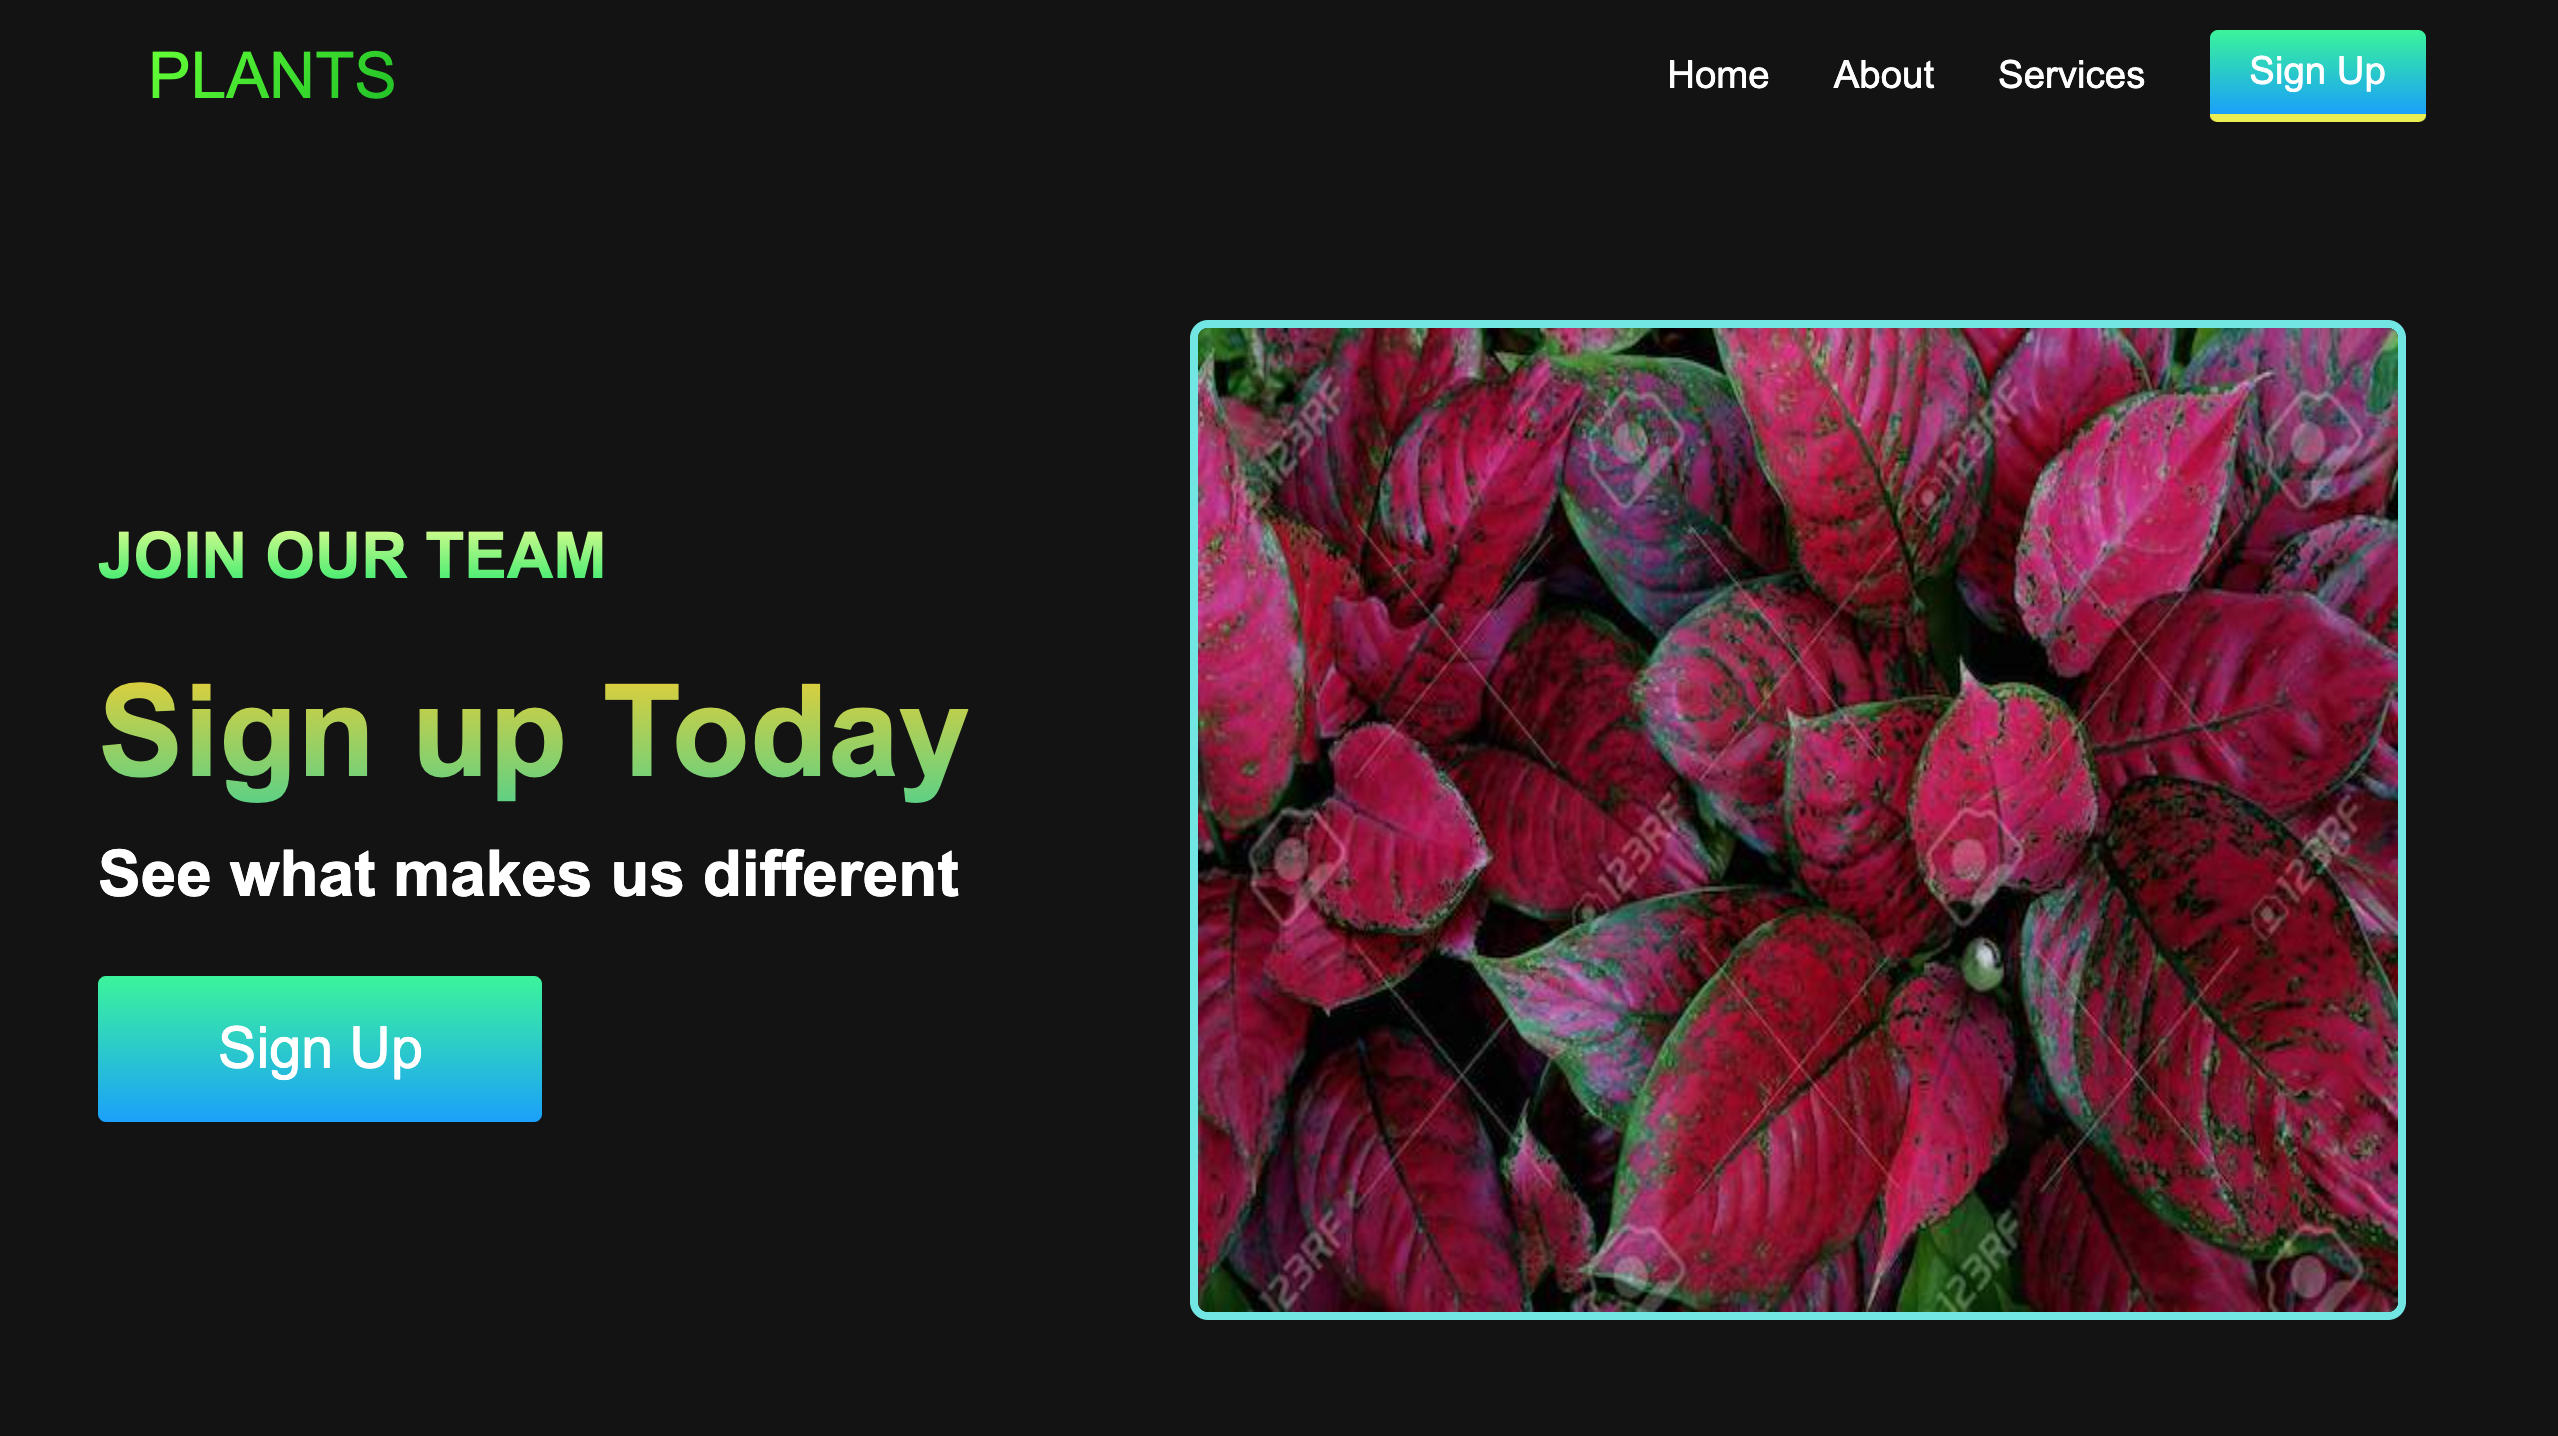 PLANTS
Home About Services Sign Up
JOIN OUR TEAM
Sign up Today
See what makes us different
Sign Up
123RF
123RF
123RF
123RF
123RF
123RF